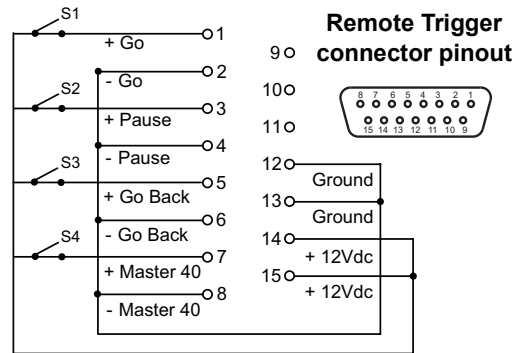 Remote Trigger
connector pinout
S1
+ Go
1
- Go
2
S2
+ Pause
3
- Pause
4
S3
+ Go Back
5
- Go Back
6
S4
+ Master 40
7
- Master 40
8
9
10
11
12
Ground
13
Ground
14
+ 12Vdc
15
+ 12Vdc
8 7 6 5 4 3 2 1
15 14 13 12 11 10 9